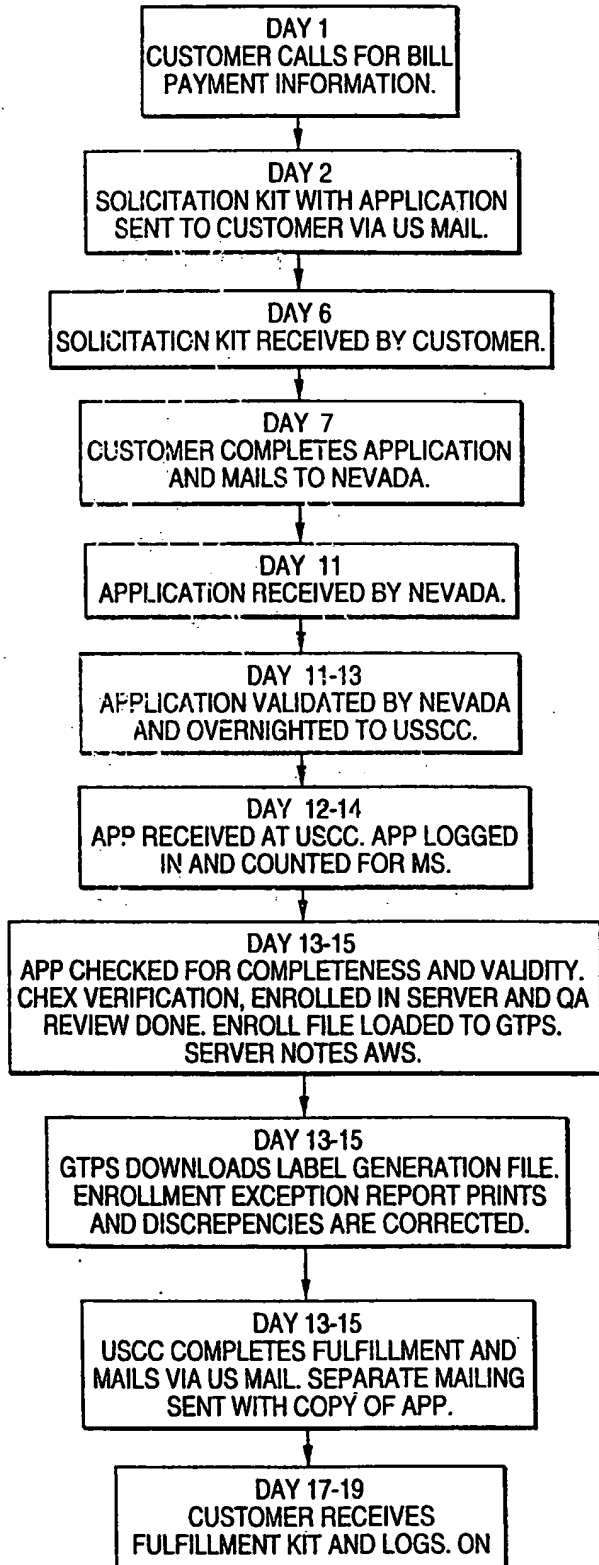 DAY 1
CUSTOMER CALLS FOR BILL
PAYMENT INFORMATION.
DAY 2
SOLICITATION KIT WITH APPLICATION
SENT TO CUSTOMER VIA US MAIL.
DAY 6
SOLICITATION KIT RECEIVED BY CUSTOMER.
DAY 7
CUSTOMER COMPLETES APPLICATION
AND MAILS TO NEVADA.
DAY 11
APPLICATION RECEIVED BY NEVADA.
DAY 11-13
APPLICATION VALIDATED BY NEVADA
AND OVERNIGHTED TO USSCC.
DAY 12-14
APP RECEIVED AT USCC. APP LOGGED
IN AND COUNTED FOR MS.
DAY 13-15
APP CHECKED FOR COMPLETENESS AND VALIDITY.
CHEX VERIFICATION, ENROLLED IN SERVER AND QA
REVIEW DONE. ENROLL FILE LOADED TO GTPS.
SERVER NOTES AWS.
DAY 13-15
GTPS DOWNLOADS LABEL GENERATION FILE.
ENROLLMENT EXCEPTION REPORT PRINTS
AND DISCREPENCIES ARE CORRECTED.
DAY 13-15
USCC COMPLETES FULFILLMENT AND
MAILS VIA US MAIL. SEPARATE MAILING
SENT WITH COPY OF APP.
DAY 17-19
CUSTOMER RECEIVES
FULFILLMENT KIT AND LOGS. ON